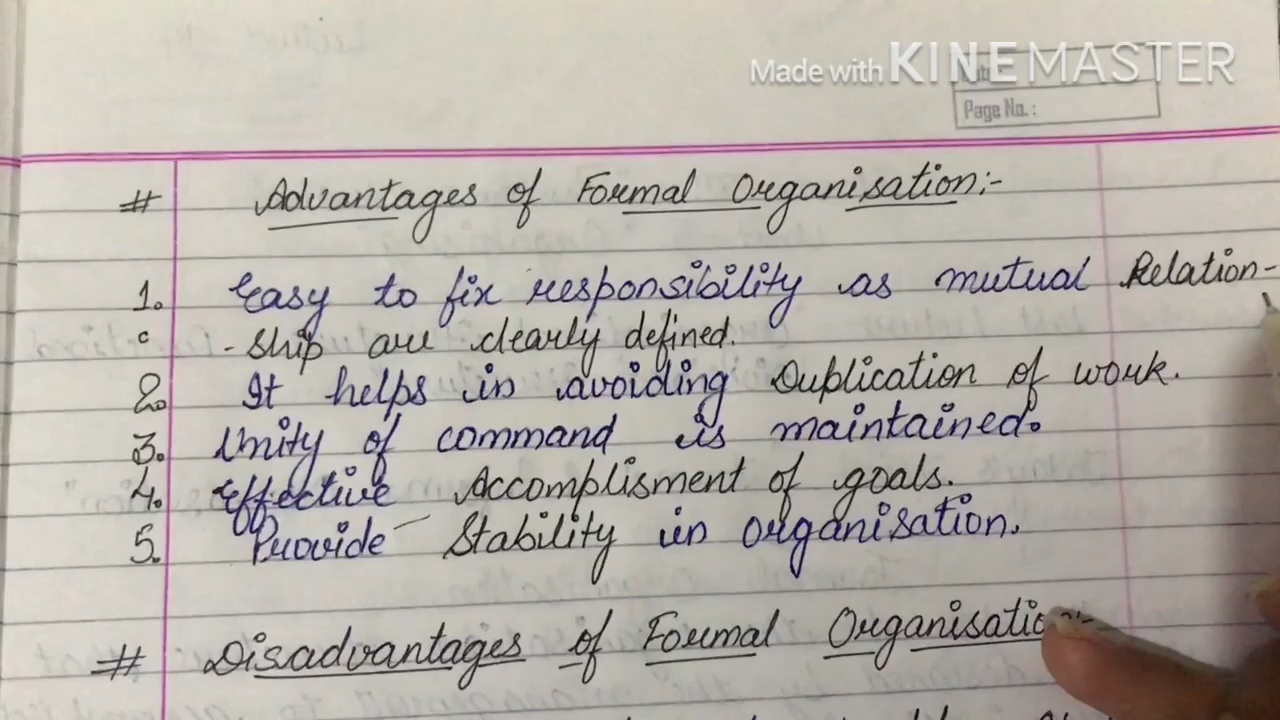 Made with KINEMASTER
Page No. :
# Advantages of Formal Organisation:-
1. Easy to fix responsibility as mutual Relation-
- ship are clearly defined.
2. It helps in avoiding Duplication of work.
3. Unity of command is maintained.
4. Effective Accomplisment of goals.
5. Provide Stability in organisation.
# Disadvantages of Formal